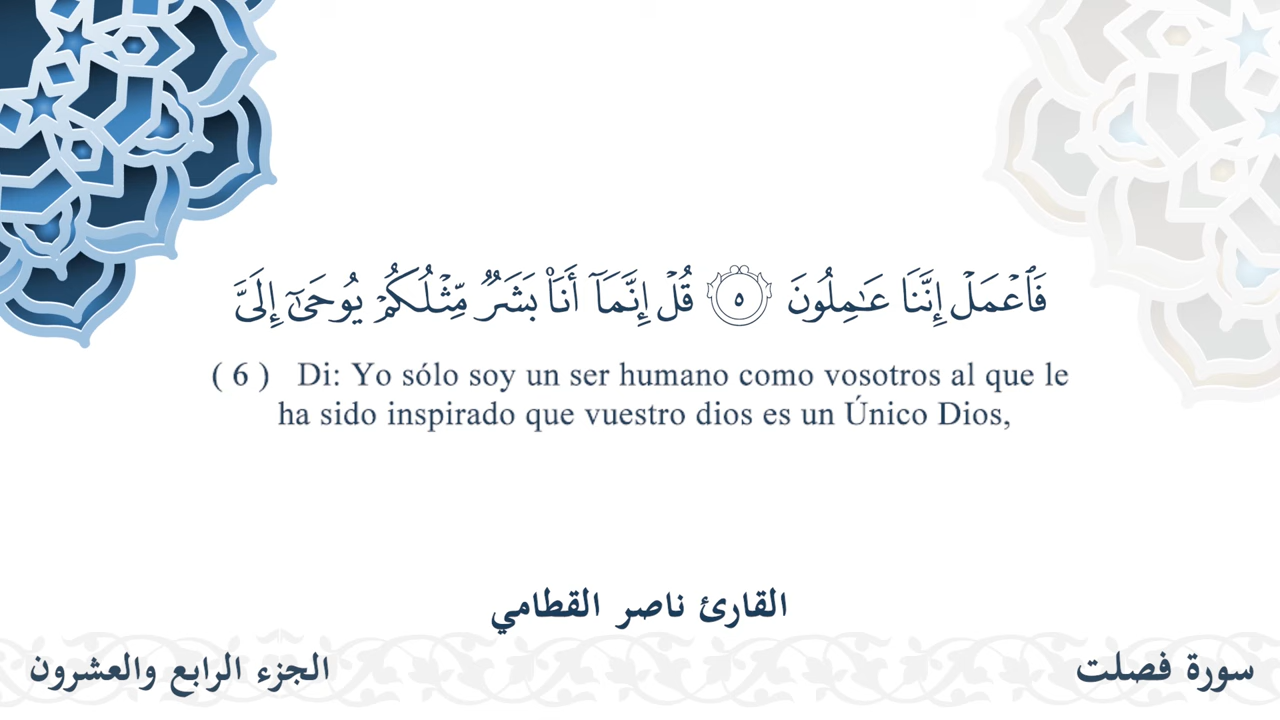 فَٱعۡمَلۡ إِنَّنَا عَٰمِلُونَ ٥ قُلۡ إِنَّمَآ أَنَا۠ بَشَرٞ مِّثۡلُكُمۡ يُوحَىٰٓ إِلَيَّ
( 6 ) Di: Yo sólo soy un ser humano como vosotros al que le
ha sido inspirado que vuestro dios es un Único Dios,
القارئ ناصر القطامي
سورة فصلت
الجزء الرابع والعشرون